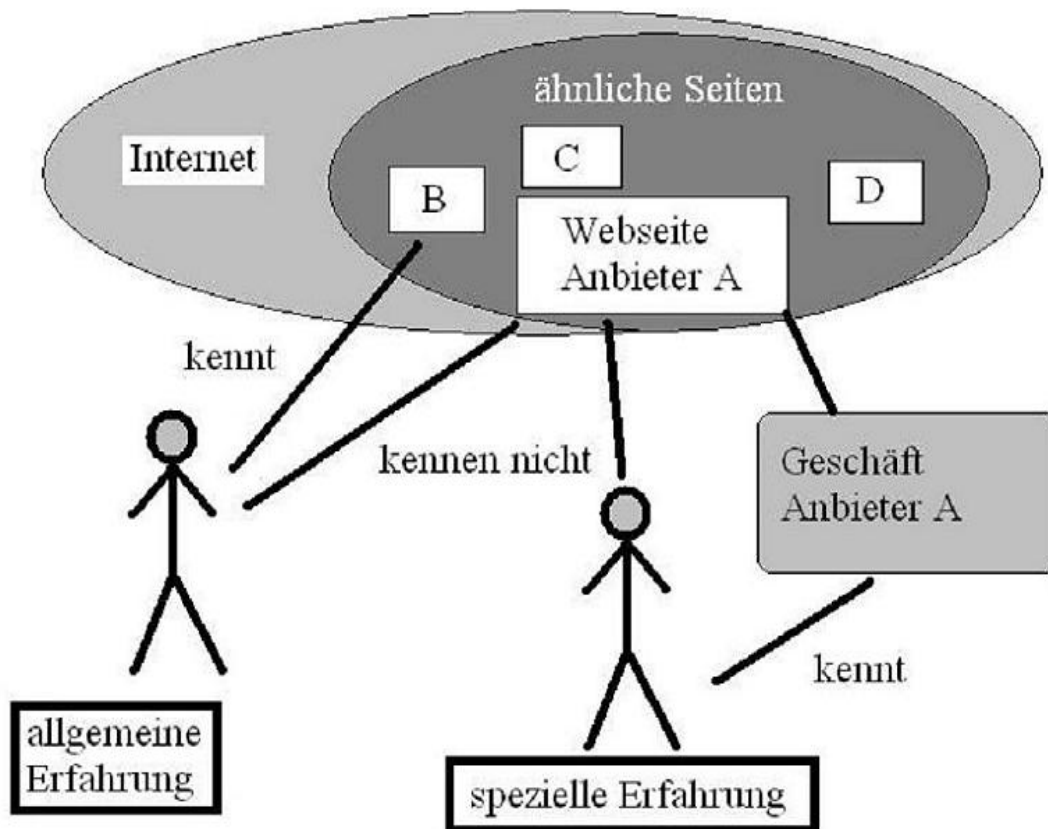 ähnliche Seiten
Internet
C
B
D
Webseite
Anbieter A
kennt
kennen nicht
Geschäft
Anbieter A
kennt
allgemeine
Erfahrung
spezielle Erfahrung